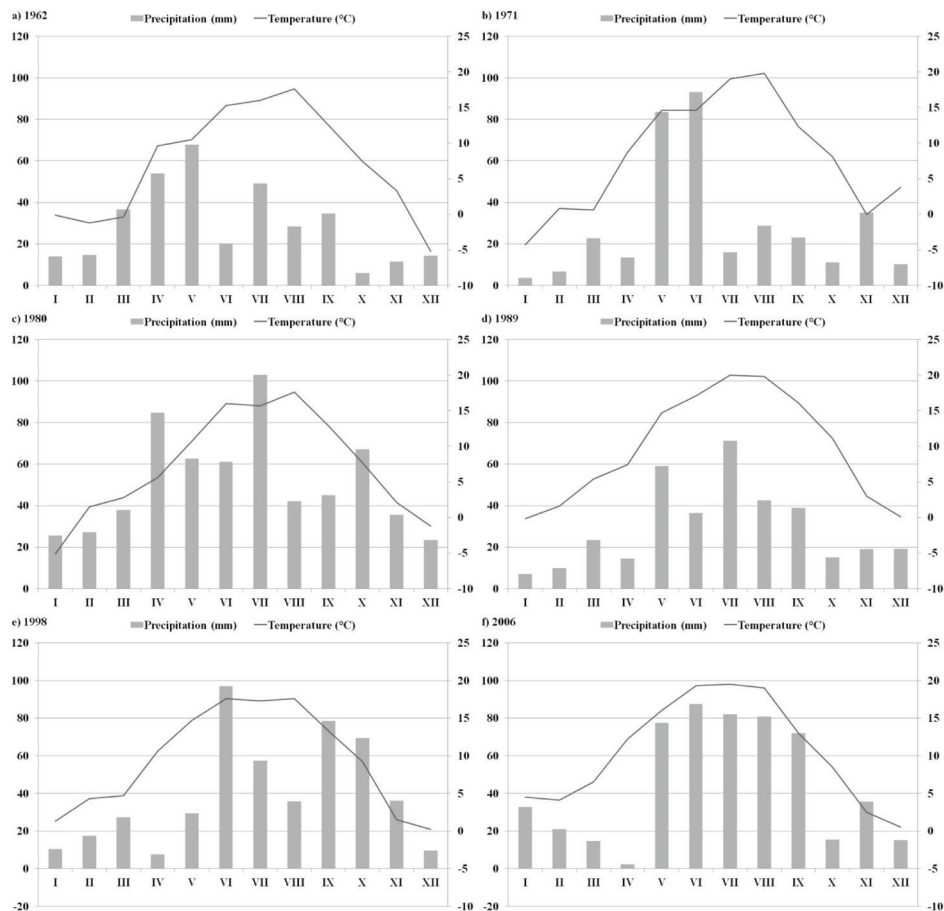 a) 1962
Precipitation (mm) Temperature (°C)
120 100 80 60 40 20 0
25 20 15 10 5 0 -5 -10
I II III IV V VI VII VIII IX X XI XII
b) 1971
Precipitation (mm) Temperature (°C)
120 100 80 60 40 20 0
25 20 15 10 5 0 -5 -10
I II III IV V VI VII VIII IX X XI XII
c) 1980
Precipitation (mm) Temperature (°C)
120 100 80 60 40 20 0
25 20 15 10 5 0 -5 -10
I II III IV V VI VII VIII IX X XI XII
d) 1989
Precipitation (mm) Temperature (°C)
120 100 80 60 40 20 0
25 20 15 10 5 0 -5 -10
I II III IV V VI VII VIII IX X XI XII
e) 1998
Precipitation (mm) Temperature (°C)
120 100 80 60 40 20 0 -20
25 20 15 10 5 0 -5 -10
I II III IV V VI VII VIII IX X XI XII
f) 2006
Precipitation (mm) Temperature (°C)
120 100 80 60 40 20 0 -20
25 20 15 10 5 0 -5 -10
I II III IV V VI VII VIII IX X XI XII